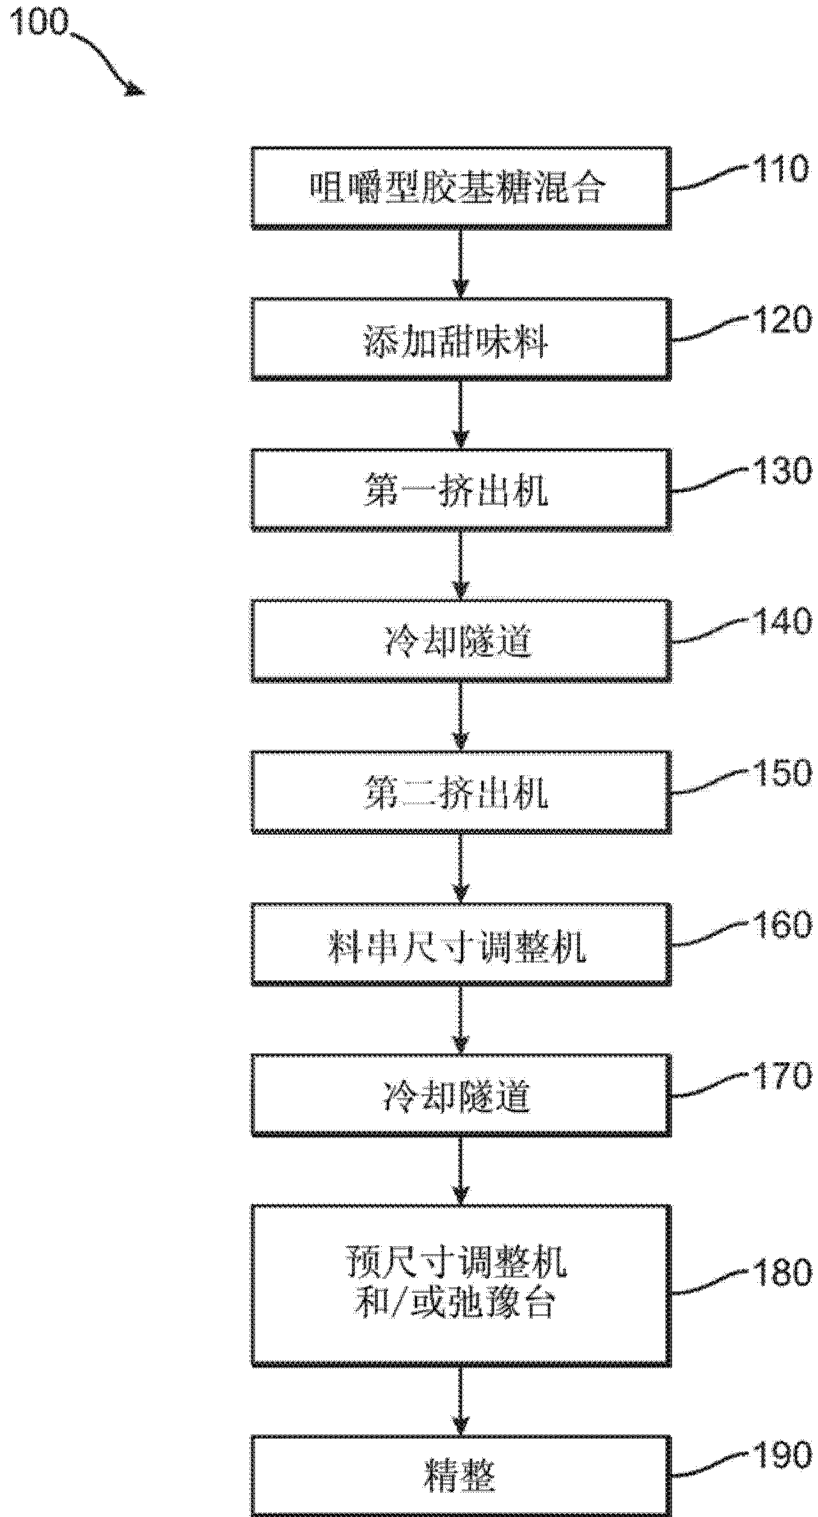 100
咀嚼型胶基糖混合 110
添加甜味料 120
第一挤出机 130
冷却隧道 140
第二挤出机 150
料串尺寸调整机 160
冷却隧道 170
预尺寸调整机
和/或弛豫台 180
精整 190